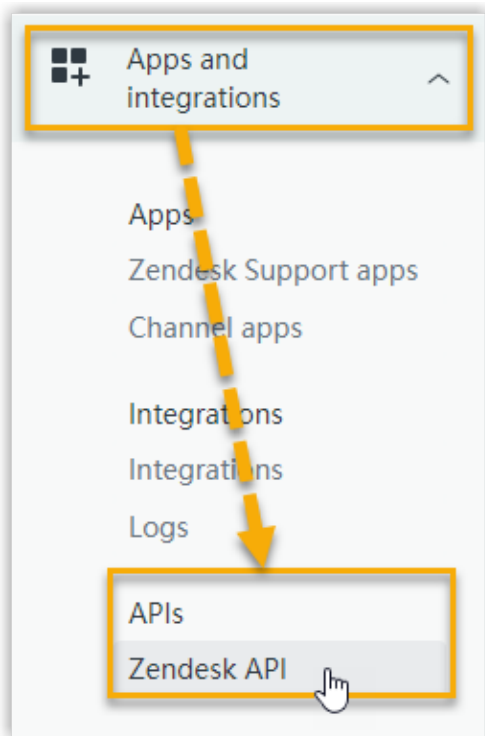 Apps and
integrations
Apps
Zendesk Support apps
Channel apps
Integrations
Integrations
Logs
APIs
Zendesk API